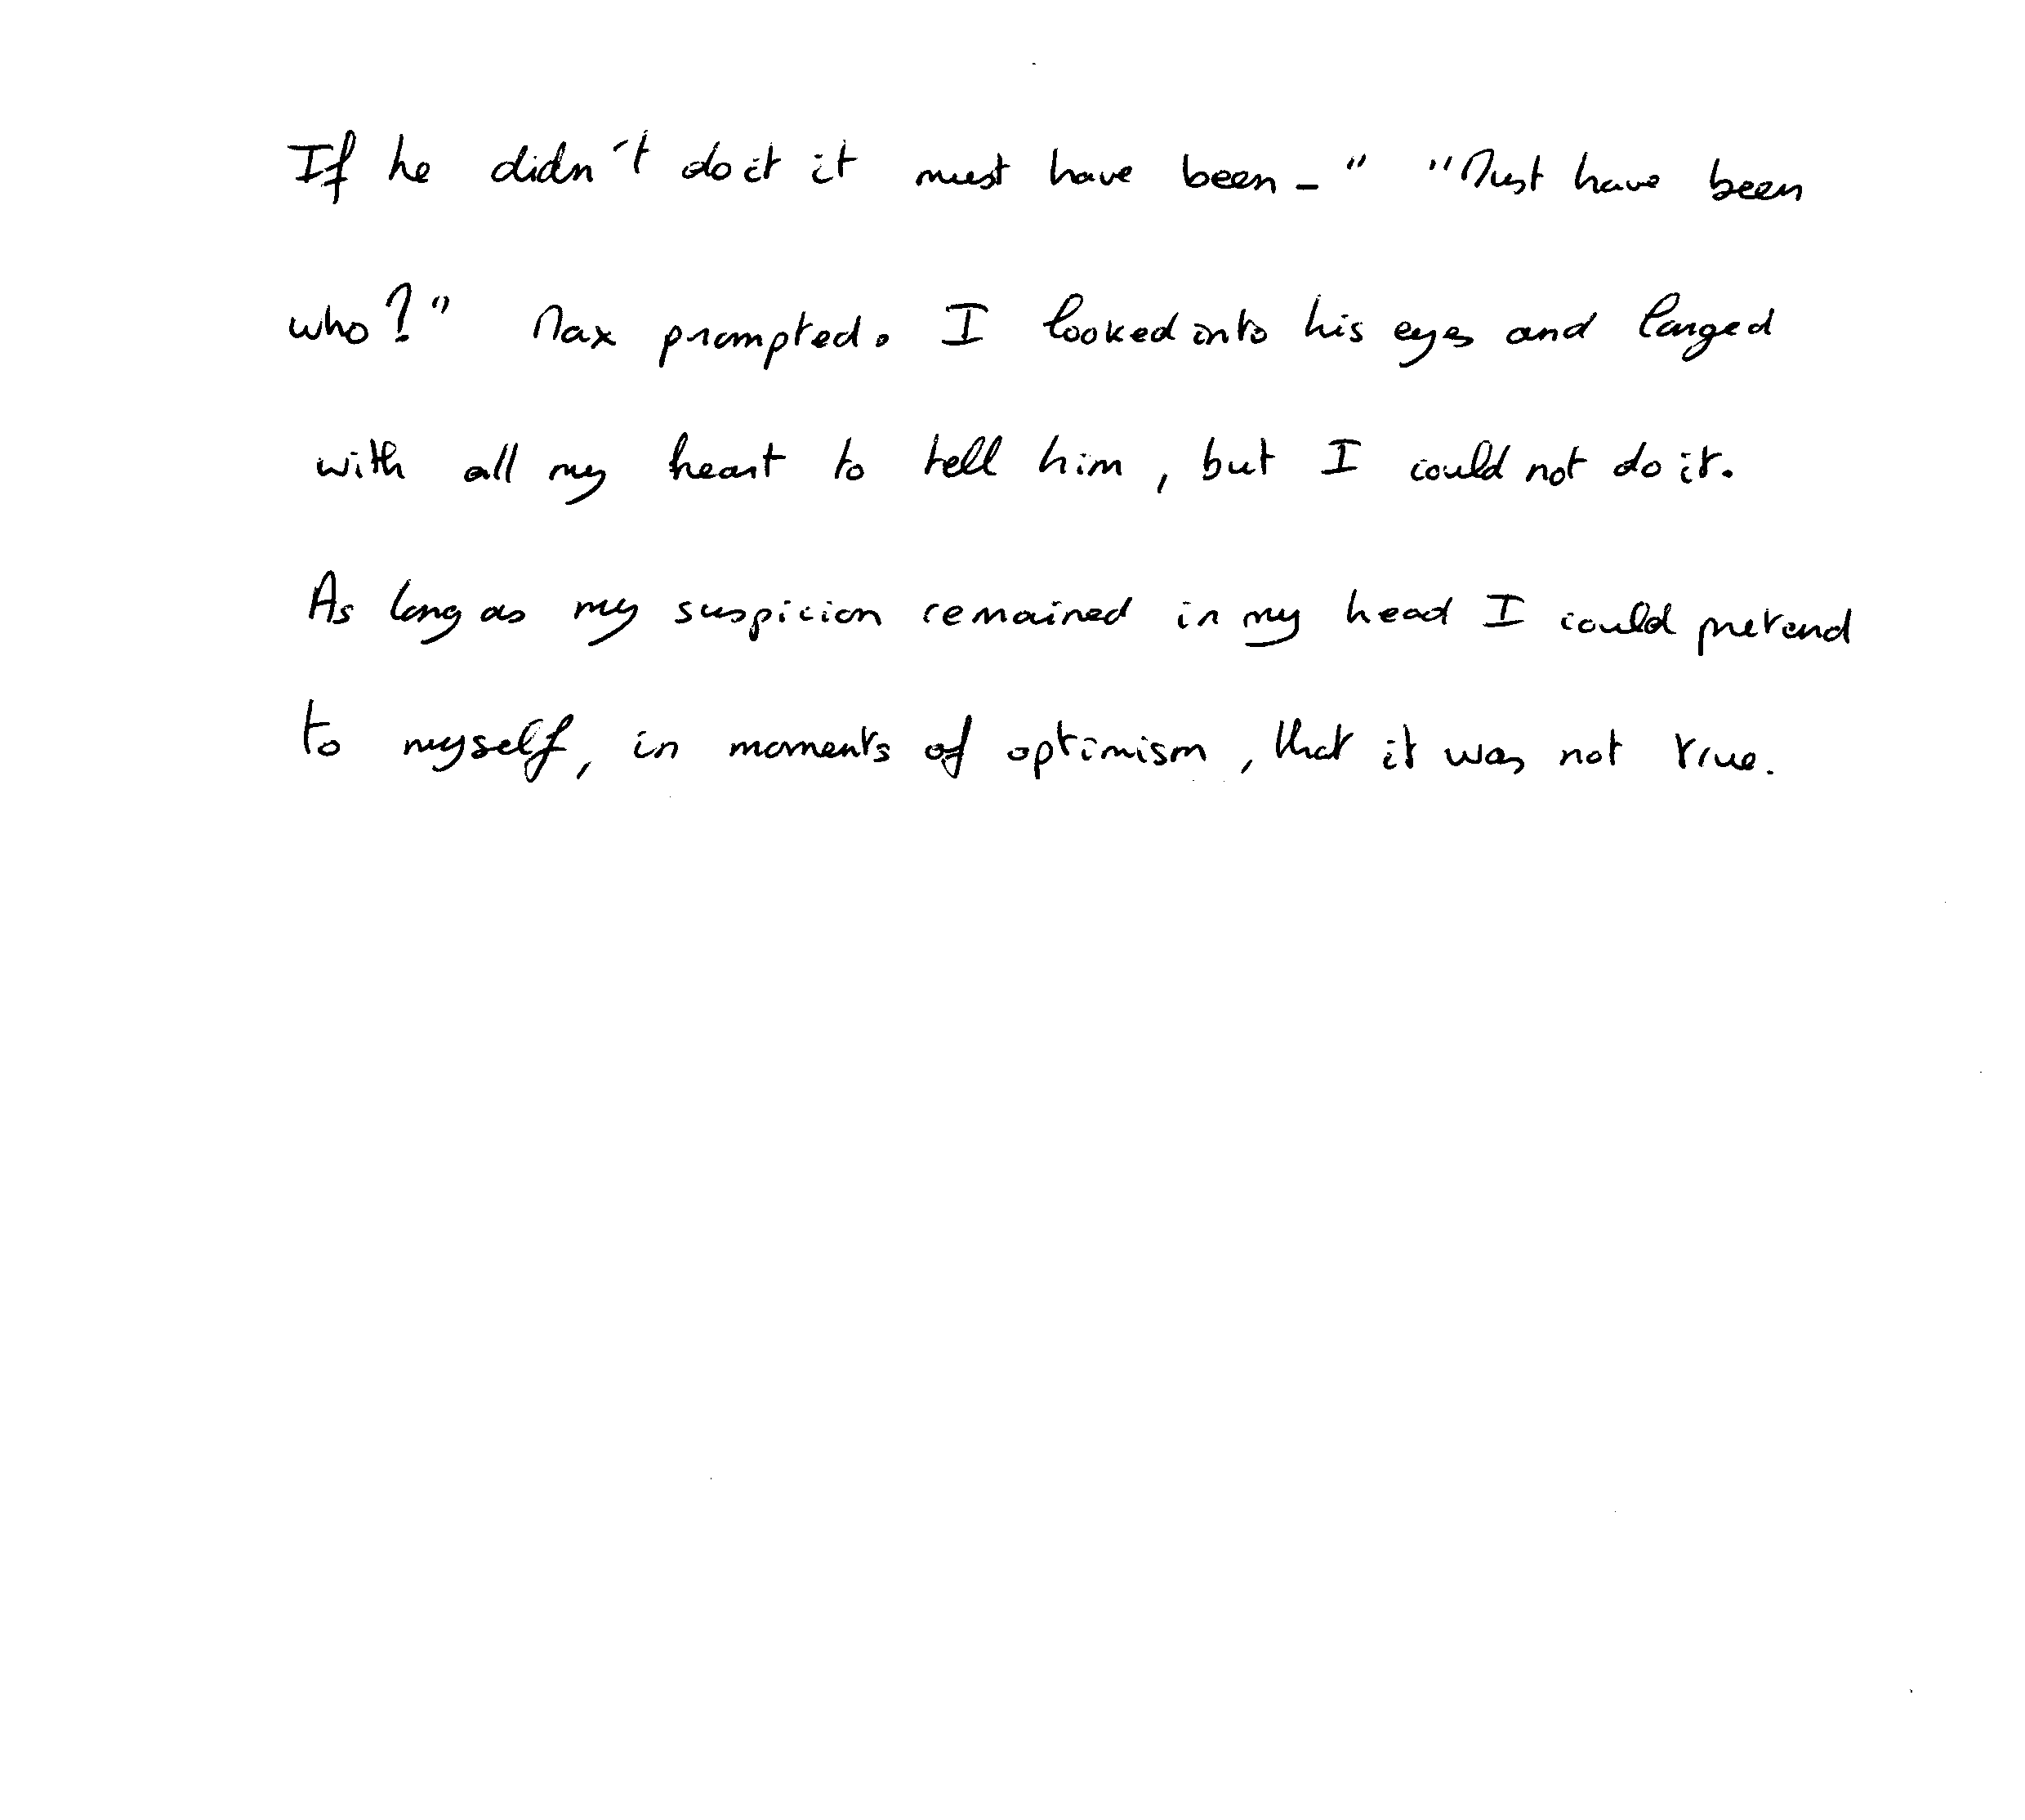 If he didn't do it it must have been - " "Must have been
who?" Max prompted. I looked into his eyes and longed
with all my heart to tell him, but I could not do it.
As long as my suspicion remained in my head I could pretend
to myself, in moments of optimism, that it was not true.